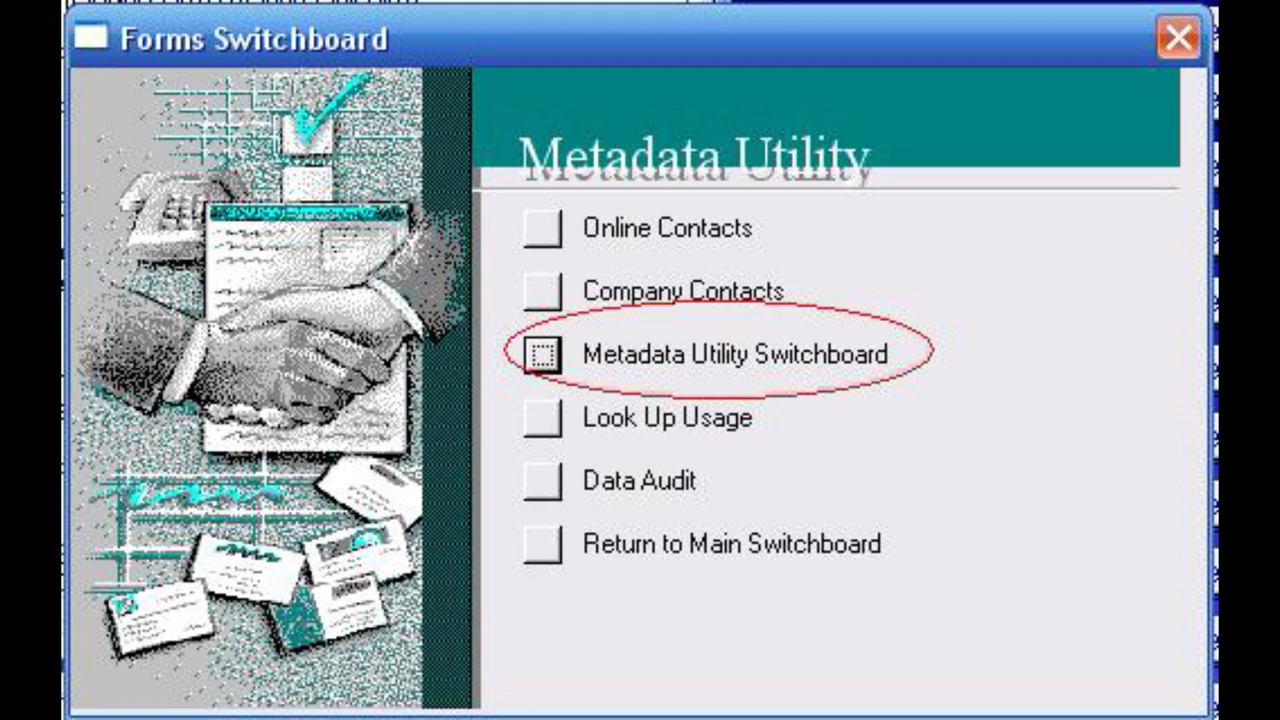 Forms Switchboard
Metadata Utility
Online Contacts
Company Contacts
Metadata Utility Switchboard
Look Up Usage
Data Audit
Return to Main Switchboard